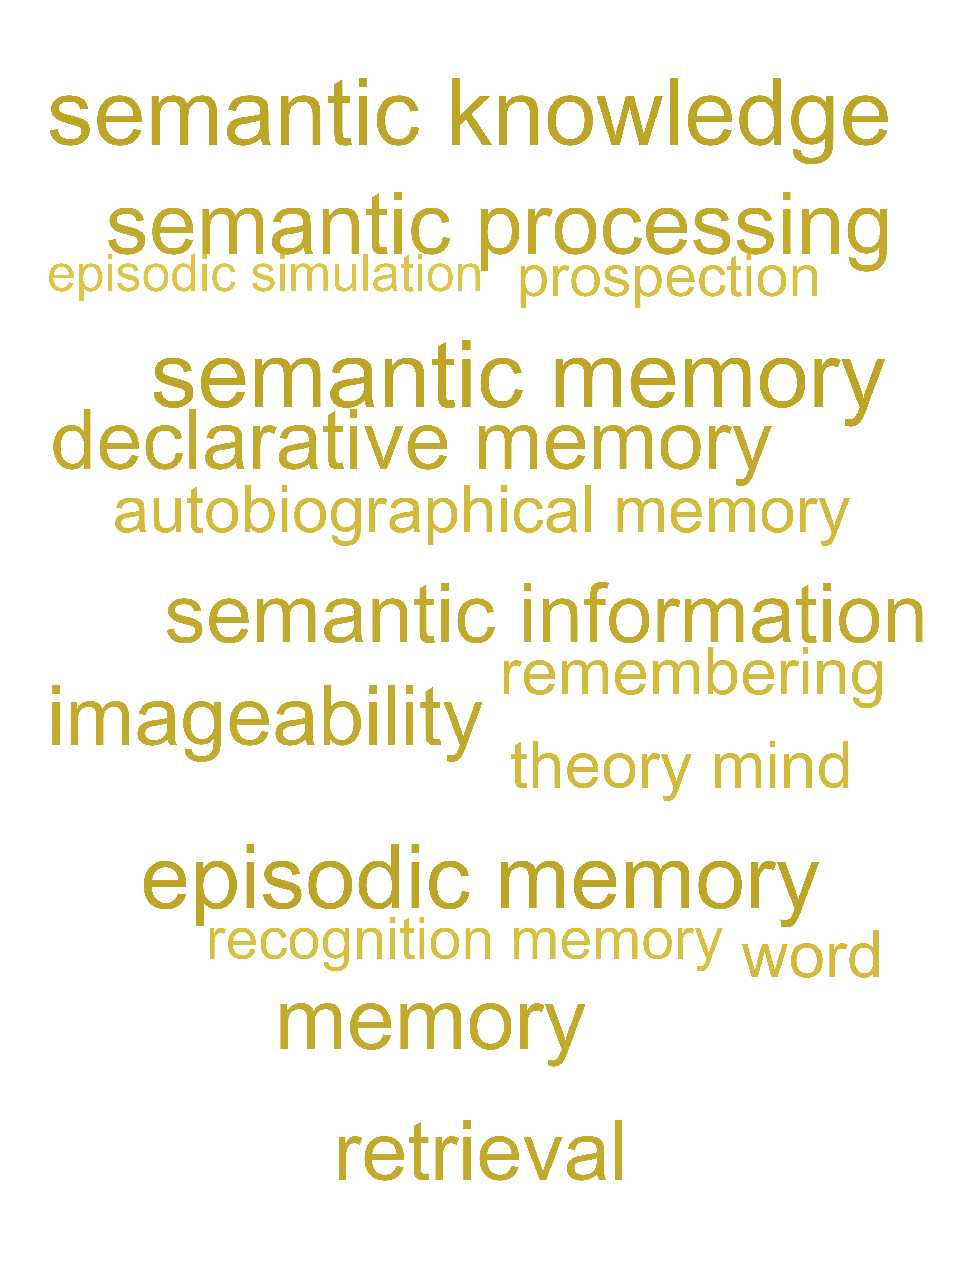 semantic knowledge
semantic processing
episodic simulation prospection
semantic memory
declarative memory
autobiographical memory
semantic information
remembering
imageability
theory mind
episodic memory
recognition memory word
memory
retrieval